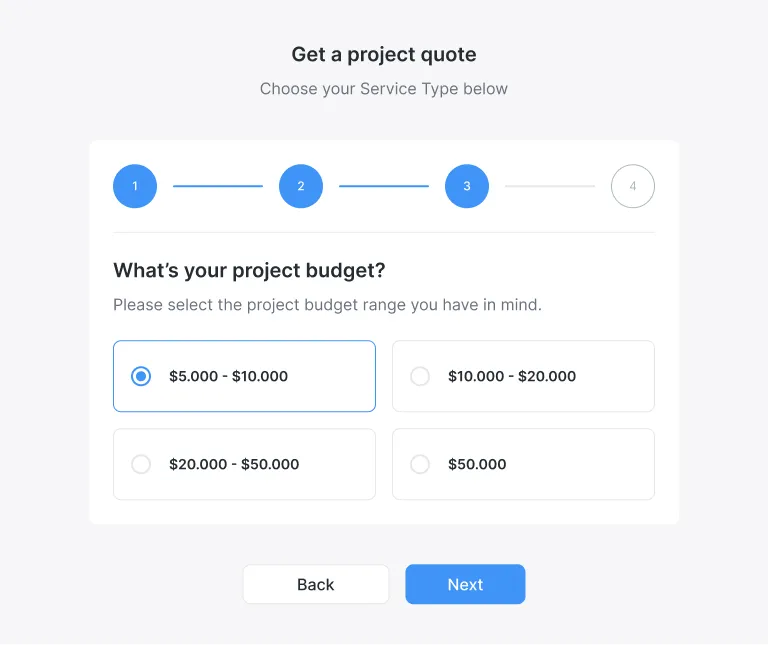 Get a project quote
Choose your Service Type below
1 2 3 4
What's your project budget?
Please select the project budget range you have in mind.
$5.000 - $10.000
$10.000 - $20.000
$20.000 - $50.000
$50.000
Back
Next